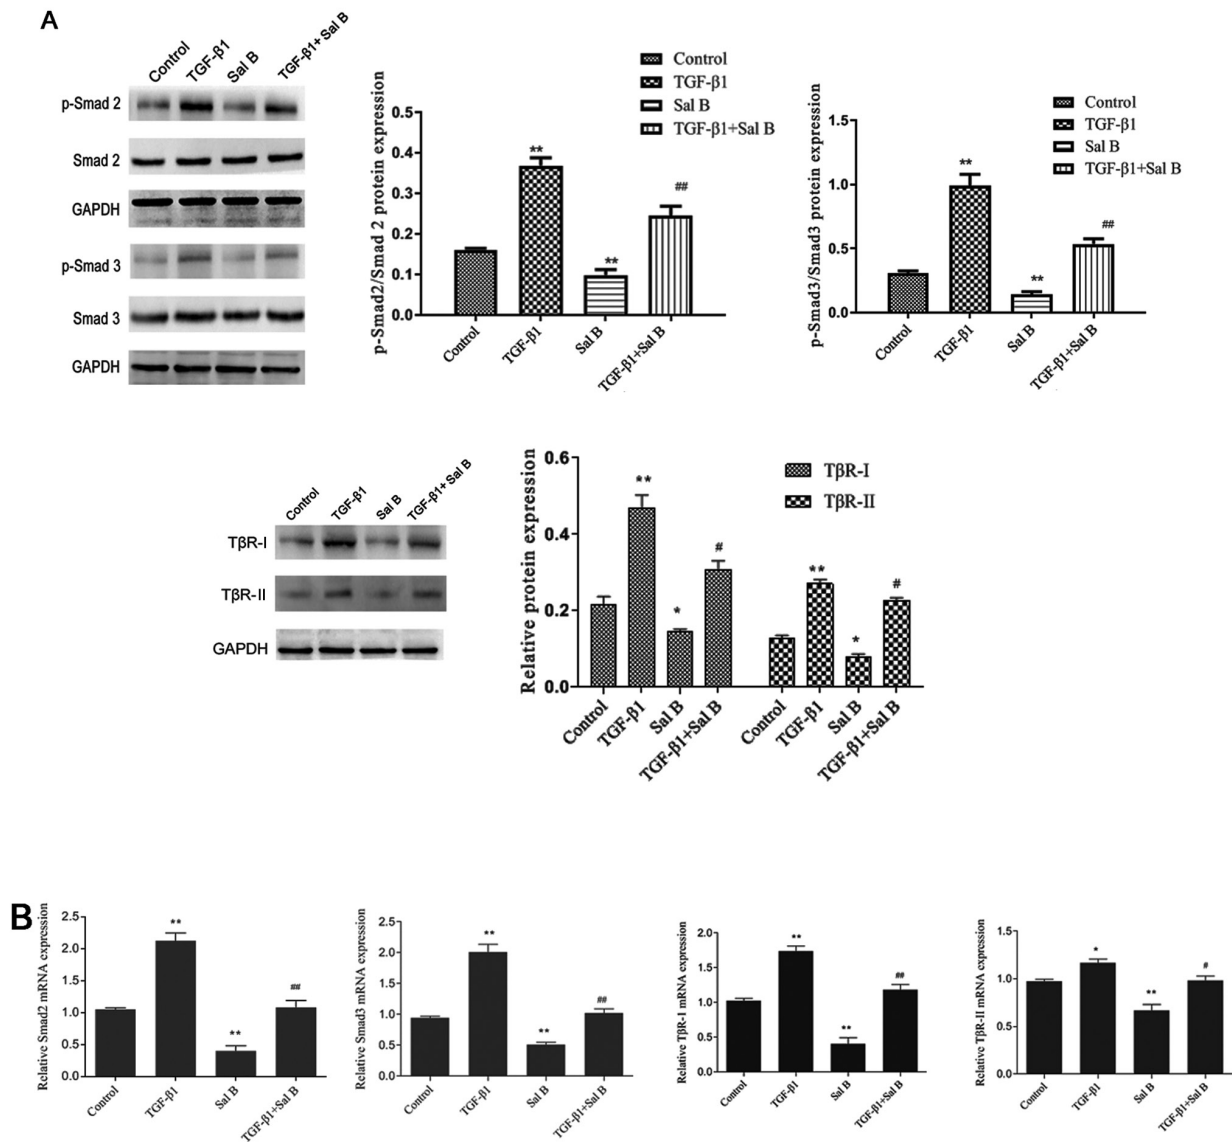 A
Control
TGF-β1
Sal B
TGF-β1+ Sal B
p-Smad 2
Smad 2
GAPDH
p-Smad 3
Smad 3
GAPDH
Control
TGF-β1
Sal B
TGF-β1+Sal B
p-Smad2/Smad 2 protein expression
0.5
0.4
0.3
0.2
0.1
0.0
**
**
##
Control
TGF-β1
Sal B
TGF-β1+Sal B
Control
TGF-β1
Sal B
TGF-β1+Sal B
p-Smad3/Smad3 protein expression
1.5
1.0
0.5
0.0
**
**
##
Control
TGF-β1
Sal B
TGF-β1+Sal B
Control
TGF-β1
Sal B
TGF-β1+ Sal B
TβR-I
TβR-II
GAPDH
TβR-I
TβR-II
Relative protein expression
0.6
0.4
0.2
0.0
**
*
#
**
*
#
Control
TGF-β1
Sal B
TGF-β1+Sal B
Control
TGF-β1
Sal B
TGF-β1+Sal B
B
Relative Smad2 mRNA expression
2.5
2.0
1.5
1.0
0.5
0.0
**
**
##
Control
TGF-β1
Sal B
TGF-β1+Sal B
Relative Smad3 mRNA expression
2.5
2.0
1.5
1.0
0.5
0.0
**
**
##
Control
TGF-β1
Sal B
TGF-β1+Sal B
Relative TβR-1 mRNA expression
2.0
1.5
1.0
0.5
0.0
**
**
##
Control
TGF-β1
Sal B
TGF-β1+Sal B
Relative TβR-II mRNA expression
1.5
1.0
0.5
0.0
*
**
#
Control
TGF-β1
Sal B
TGF-β1+Sal B